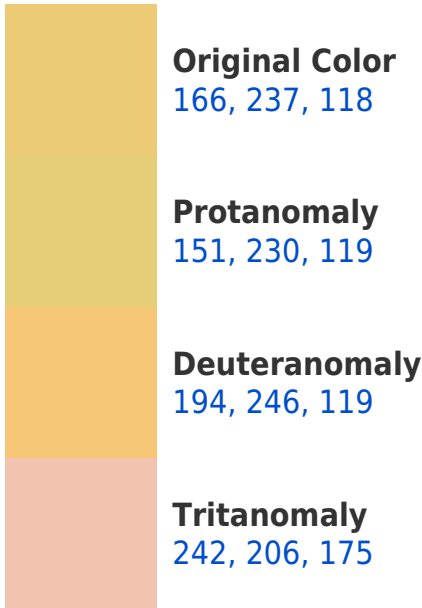 Original Color
166, 237, 118
Protanomaly
151, 230, 119
Deuteranomaly
194, 246, 119
Tritanomaly
242, 206, 175